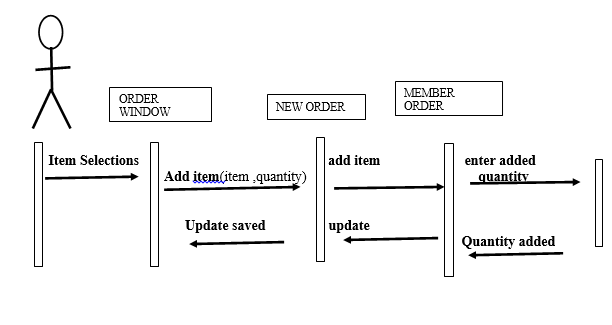 ORDER
WINDOW
NEW ORDER
MEMBER
ORDER
Item Selections
Add item(item ,quantity)
add item
enter added
quantity
Update saved
update
Quantity added